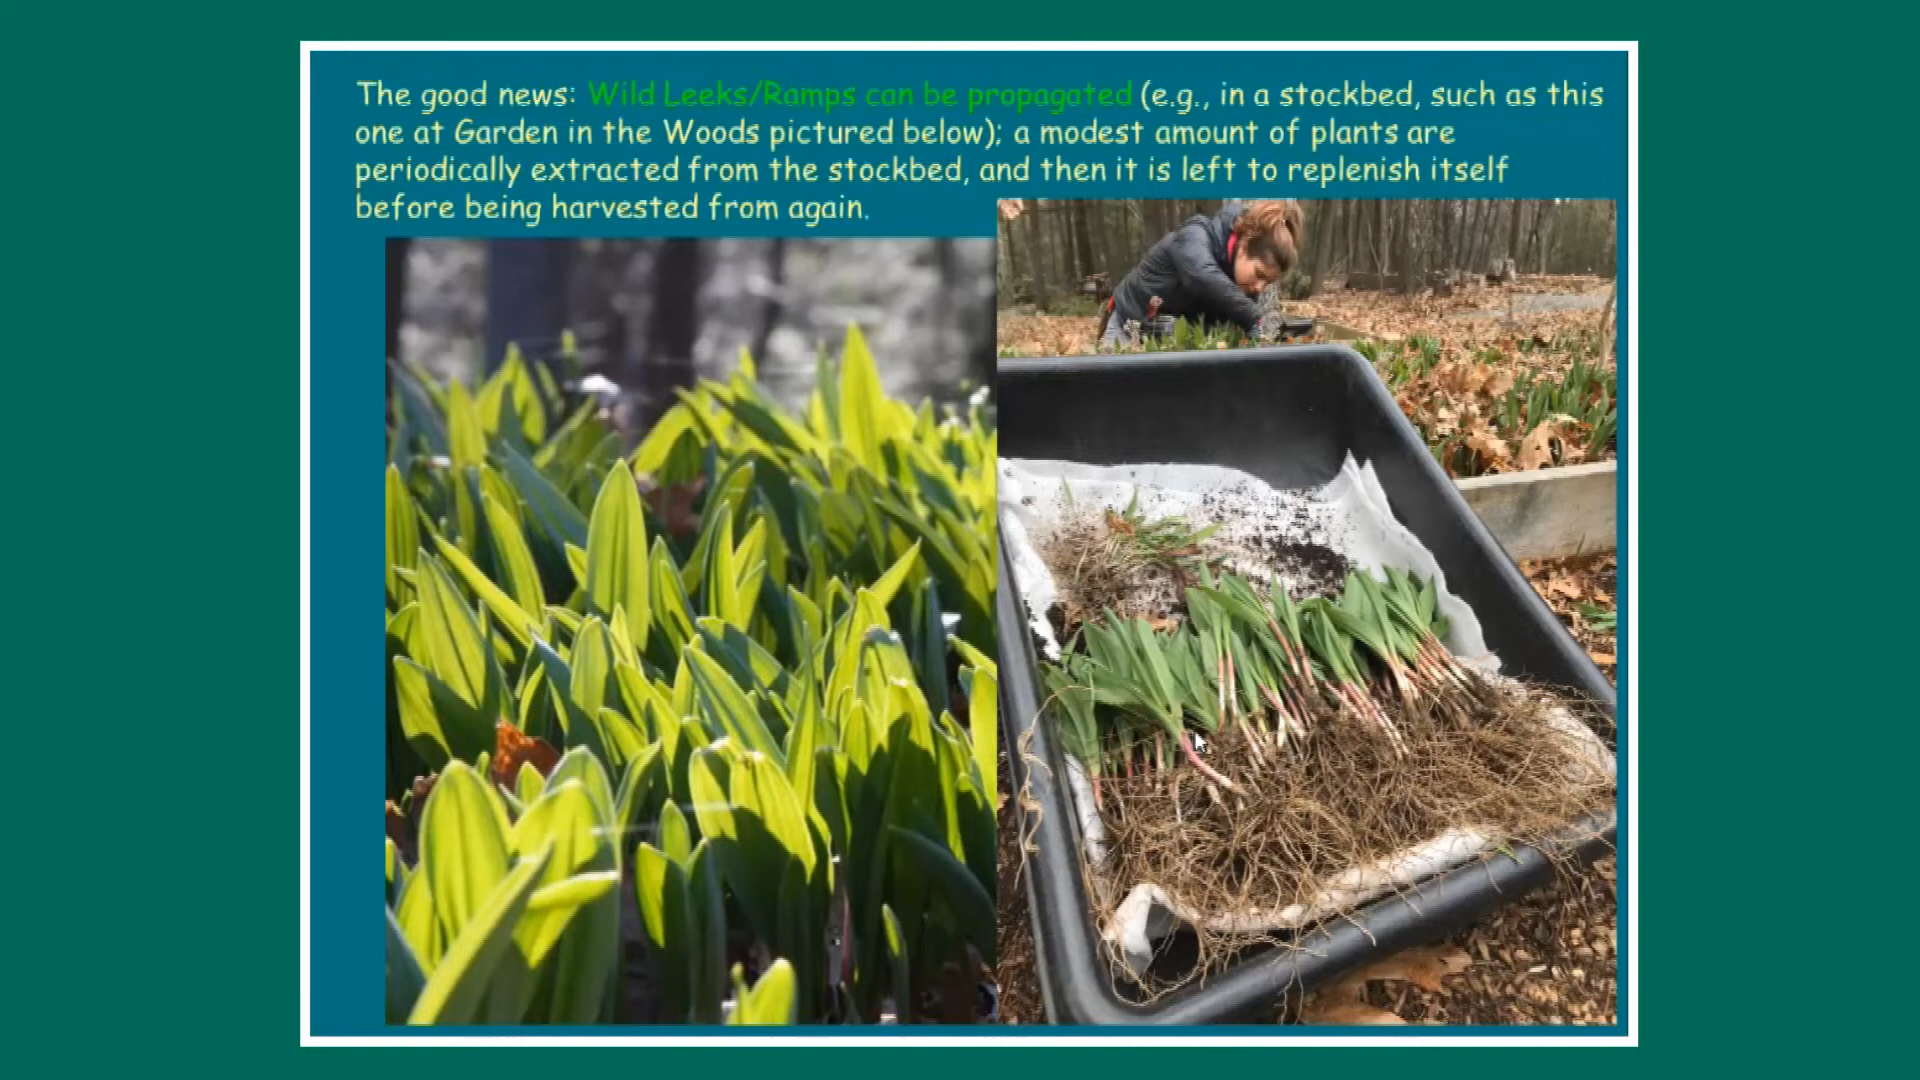 The good news: Wild Leeks/Ramps can be propagated (e.g., in a stockbed, such as this
one at Garden in the Woods pictured below); a modest amount of plants are
periodically extracted from the stockbed, and then it is left to replenish itself
before being harvested from again.